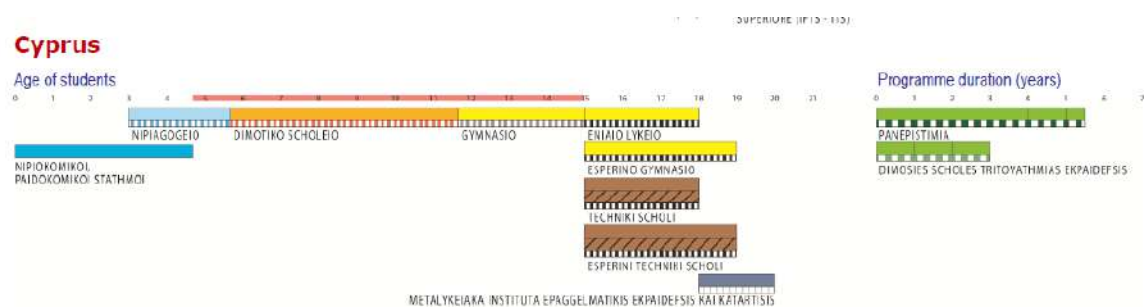 SUPERIORE (IFTS - ITS)
Cyprus
Age of students
Programme duration (years)
0 1 2 3 4 5 6 7 8 9 10 11 12 13 14 15 16 17 18 19 20 21
0 1 2 3 4 5 6 7
NIPIAGOGEIO DIMOTIKO SCHOLEIO GYMNASIO ENIAIO LYKEIO
PANEPISTIMIA
NIPIOKOMIKOI,
PAIDOKOMIKOI STATHMOI
ESPERINO GYMNASIO
DIMOSIES SCHOLES TRITOVATHMIAS EKPAIDEFSIS
TECHNIKI SCHOLI
ESPERINI TECHNIKI SCHOLI
METALYKEIAKA INSTITUTA EPAGGELMATIKIS EKPAIDEFSIS KAI KATARTISIS